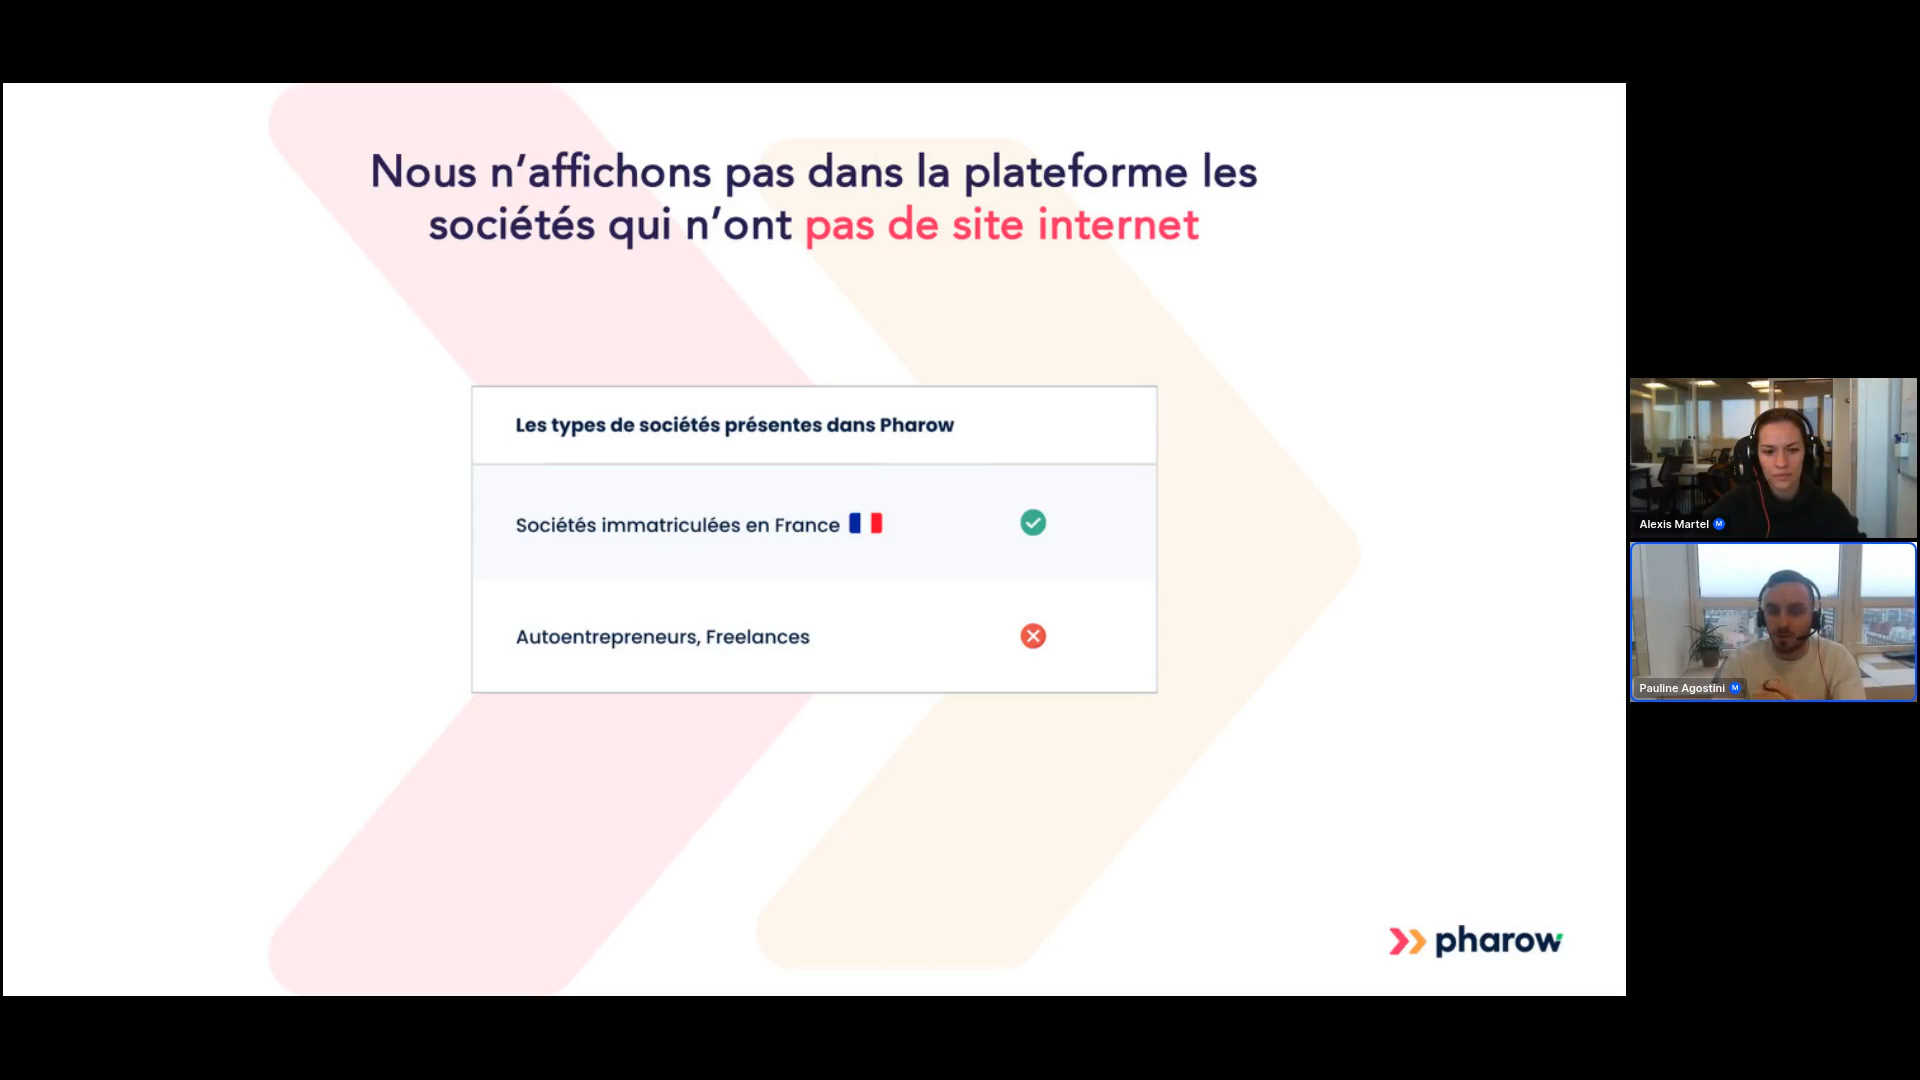 Nous n’affichons pas dans la plateforme les
sociétés qui n’ont pas de site internet
Les types de sociétés présentes dans Pharow
Sociétés immatriculées en France
Autoentrepreneurs, Freelances
pharow
Alexis Martel M
Pauline Agostini M